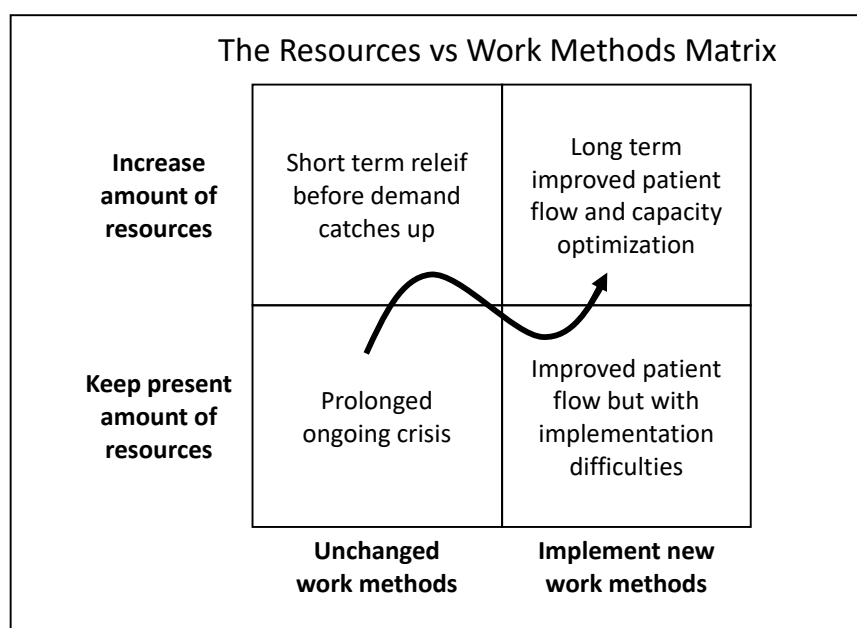 The Resources vs Work Methods Matrix
Increase
amount of
resources
Short term releif
before demand
catches up
Long term
improved patient
flow and capacity
optimization
Keep present
amount of
resources
Prolonged
ongoing crisis
Improved patient
flow but with
implementation
difficulties
Unchanged
work methods
Implement new
work methods